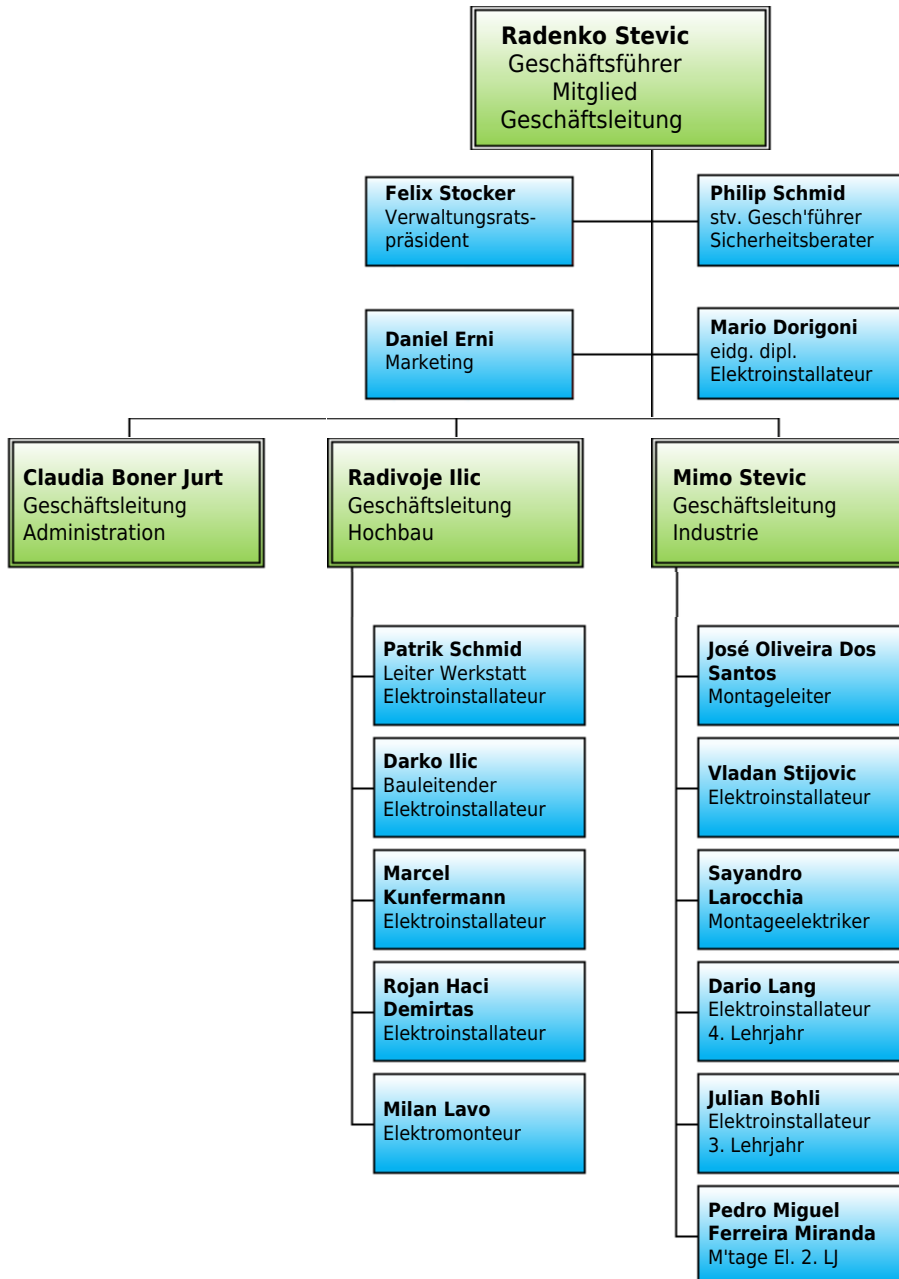 Radenko Stevic
Geschäftsführer
Mitglied
Geschäftsleitung
Felix Stocker
Verwaltungsrats-
präsident
Philip Schmid
stv. Gesch'führer
Sicherheitsberater
Daniel Erni
Marketing
Mario Dorigoni
eidg. dipl.
Elektroinstallateur
Claudia Boner Jurt
Geschäftsleitung
Administration
Radivoje Ilic
Geschäftsleitung
Hochbau
Mimo Stevic
Geschäftsleitung
Industrie
Patrik Schmid
Leiter Werkstatt
Elektroinstallateur
Darko Ilic
Bauleitender
Elektroinstallateur
Marcel
Kunfermann
Elektroinstallateur
Rojan Haci
Demirtas
Elektroinstallateur
Milan Lavo
Elektromonteur
José Oliveira Dos
Santos
Montageleiter
Vladan Stijovic
Elektroinstallateur
Sayandro
Larocchia
Montageelektriker
Dario Lang
Elektroinstallateur
4. Lehrjahr
Julian Bohli
Elektroinstallateur
3. Lehrjahr
Pedro Miguel
Ferreira Miranda
M'tage El. 2. LJ